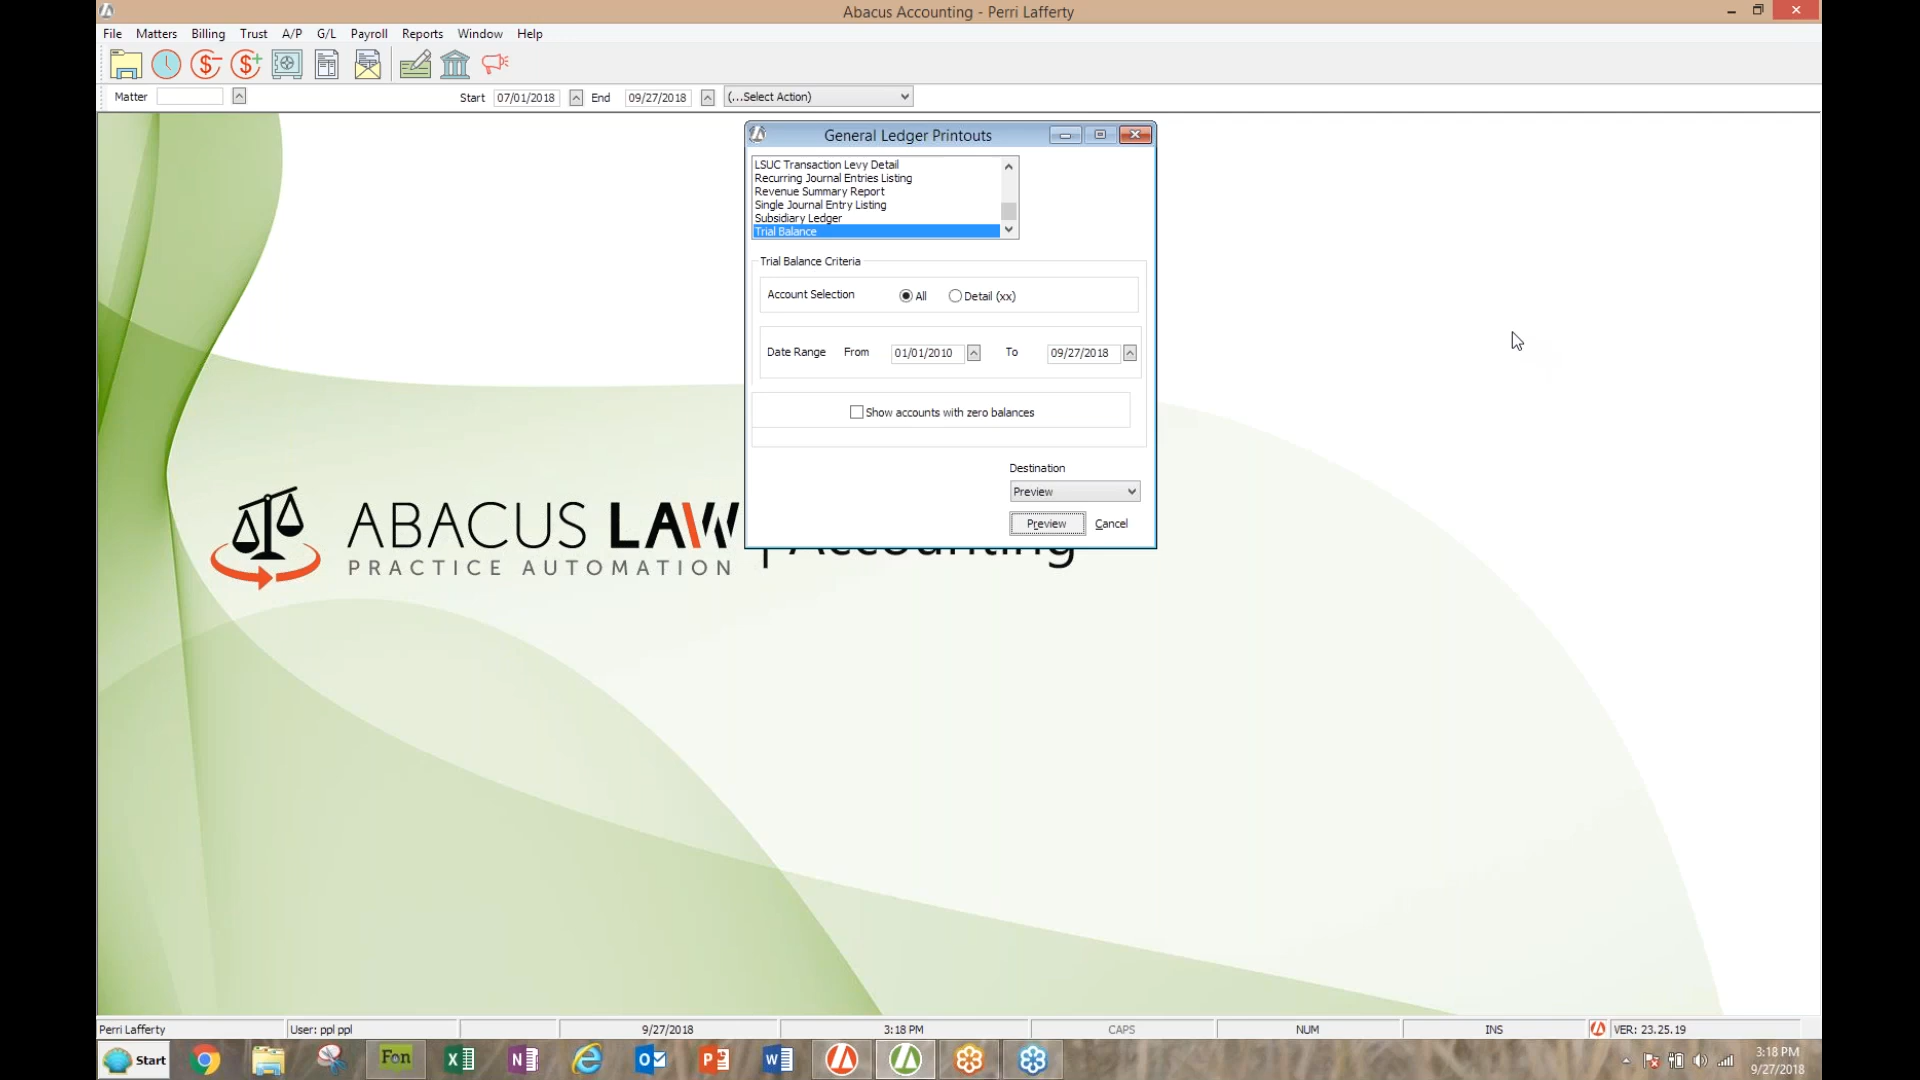 Abacus Accounting - Perri Lafferty
File Matters Billing Trust A/P G/L Payroll Reports Window Help
Matter Start 07/01/2018 End 09/27/2018 (...Select Action)
General Ledger Printouts
LSUC Transaction Levy Detail
Recurring Journal Entries Listing
Revenue Summary Report
Single Journal Entry Listing
Subsidiary Ledger
Trial Balance
Trial Balance Criteria
Account Selection All Detail (xx)
Date Range From 01/01/2010 To 09/27/2018
Show accounts with zero balances
Destination
Preview
Preview Cancel
ABACUS LAW | Accounting
PRACTICE AUTOMATION
Perri Lafferty User: ppl ppl 9/27/2018 3:18 PM CAPS NUM INS VER: 23.25.19
Start Fon 3:18 PM
9/27/2018